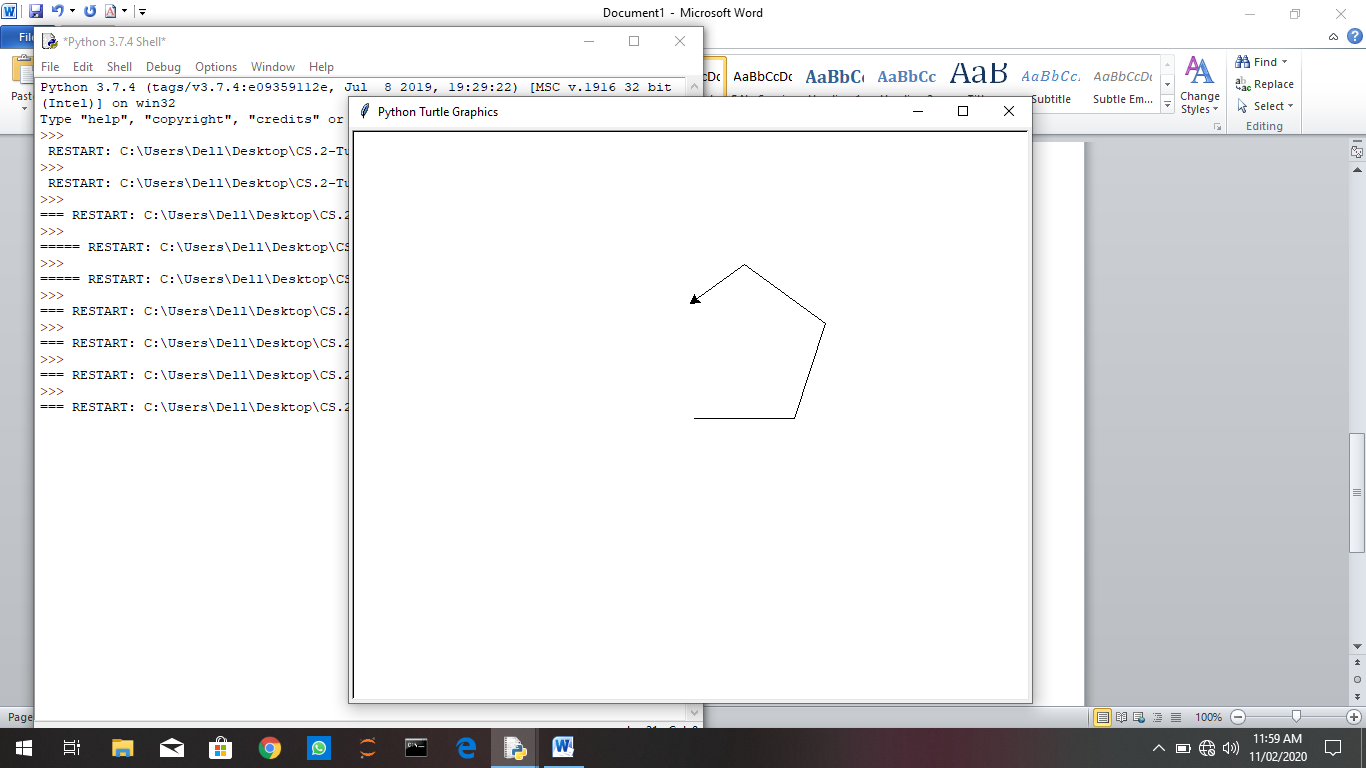 Document1 - Microsoft Word
*Python 3.7.4 Shell*
File Edit Shell Debug Options Window Help
Python 3.7.4 (tags/v3.7.4:e09359112e, Jul 8 2019, 19:29:22) [MSC v.1916 32 bit
(Intel)] on win32
Type "help", "copyright", "credits" or
>>>
RESTART: C:\Users\Dell\Desktop\CS.2-Tu
>>>
RESTART: C:\Users\Dell\Desktop\CS.2-Tu
>>>
=== RESTART: C:\Users\Dell\Desktop\CS.2
>>>
===== RESTART: C:\Users\Dell\Desktop\CS
>>>
===== RESTART: C:\Users\Dell\Desktop\CS
>>>
=== RESTART: C:\Users\Dell\Desktop\CS.2
>>>
=== RESTART: C:\Users\Dell\Desktop\CS.2
>>>
=== RESTART: C:\Users\Dell\Desktop\CS.2
>>>
=== RESTART: C:\Users\Dell\Desktop\CS.2
Python Turtle Graphics
AaBbCcDc AaBbCc AaBbCc AaB AaBbCc. AaBbCcDc
Subtitle Subtle Em...
Change
Styles
Find
Replace
Select
Editing
Past
Page
100%
11:59 AM
11/02/2020